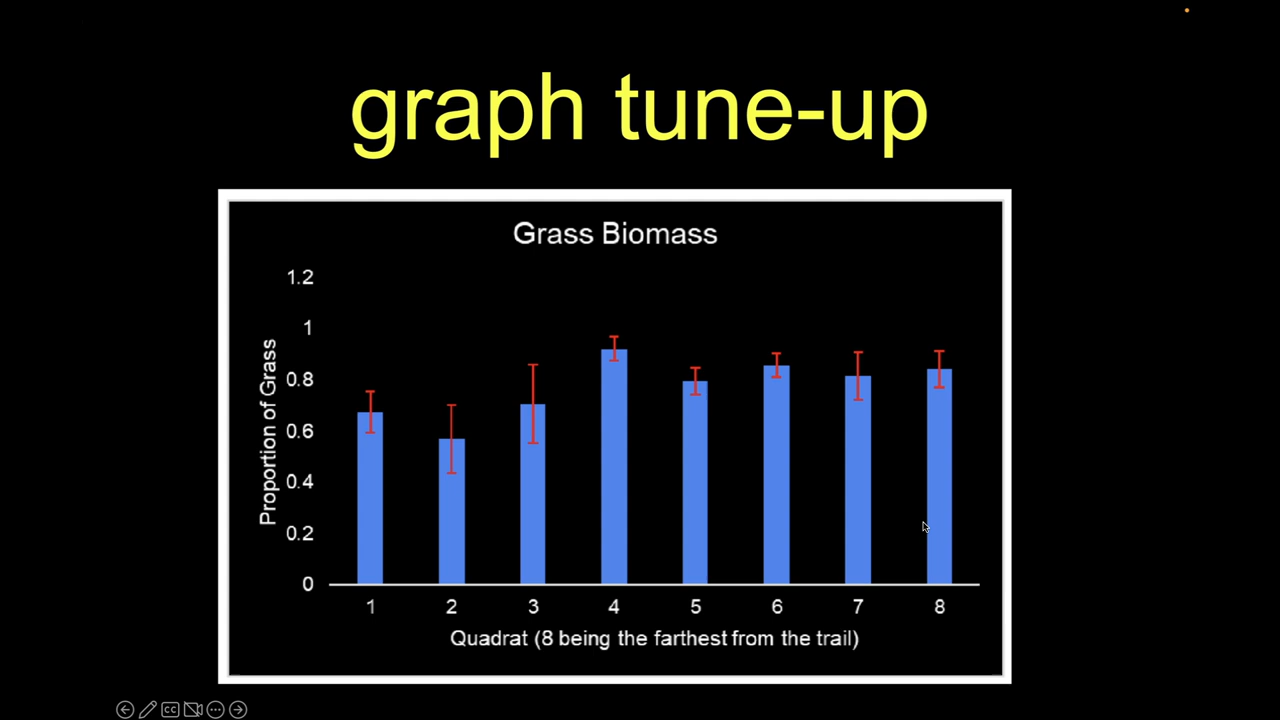 graph tune-up
Grass Biomass
1.2
1
0.8
0.6
0.4
0.2
0
Proportion of Grass
1 2 3 4 5 6 7 8
Quadrat (8 being the farthest from the trail)
CC